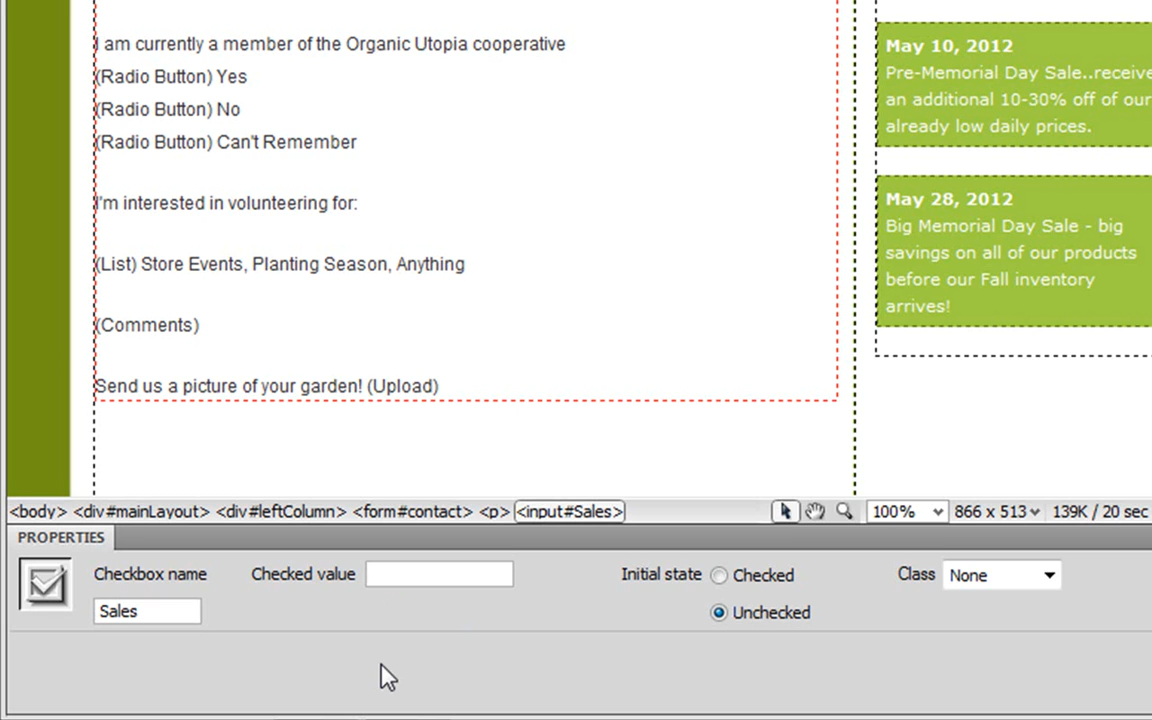 I am currently a member of the Organic Utopia cooperative
(Radio Button) Yes
(Radio Button) No
(Radio Button) Can't Remember
I'm interested in volunteering for:
(List) Store Events, Planting Season, Anything
(Comments)
Send us a picture of your garden! (Upload)
May 10, 2012
Pre-Memorial Day Sale..receive
an additional 10-30% off of our
already low daily prices.
May 28, 2012
Big Memorial Day Sale - big
savings on all of our products
before our Fall inventory
arrives!
<body> <div#mainLayout> <div#leftColumn> <form#contact> <p> <input#Sales> 100% 866 x 513 139K / 20 sec
PROPERTIES
Checkbox name Checked value Initial state Checked Class None
Sales Unchecked